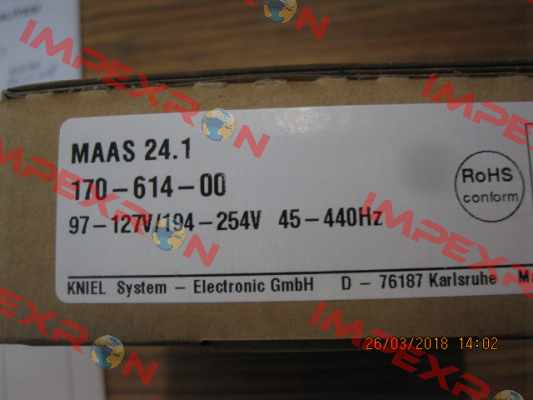 MAAS 24.1
170-614-00
97-127V/194-254V 45-440Hz
RoHS
conform
KNIEL System - Electronic GmbH D - 76187 Karlsruhe
26/03/2018 14:02
IMPEXRON
IMPEXRON
IMPEXRON
IMPEXRON
IMPEXRON